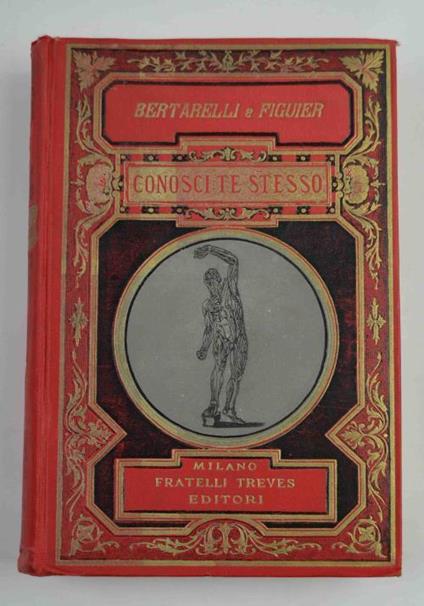 BERTARELLI e FIGUIER
CONOSCI TE STESSO
MILANO
FRATELLI TREVES
EDITORI